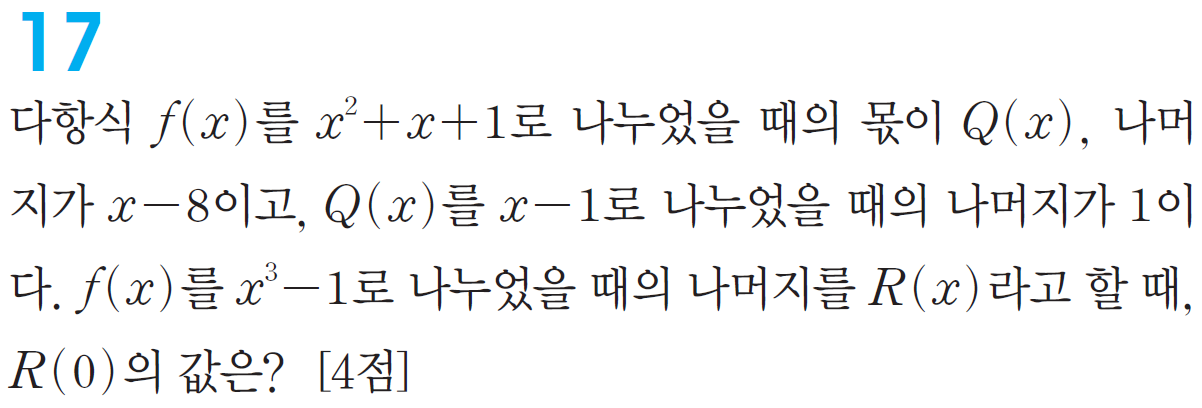 17
다항식 f(x)를 x²+x+1로 나누었을 때의 몫이 Q(x), 나머
지가 x-8이고, Q(x)를 x-1로 나누었을 때의 나머지가 1이
다. f(x)를 x³-1로 나누었을 때의 나머지를 R(x)라고 할 때,
R(0)의 값은? [4점]